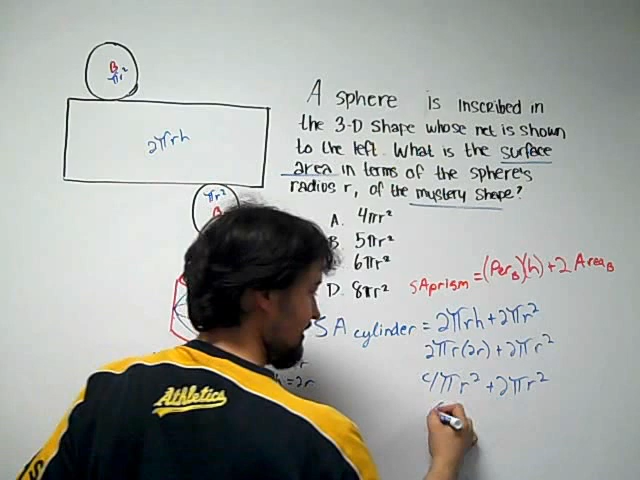 B
πr²
2πrh
πr²
B
A sphere is inscribed in
the 3-D shape whose net is shown
to the left. What is the surface
area in terms of the sphere's
radius r, of the mystery shape?
A. 4πr²
B. 5πr²
6πr²
D. 8πr²
SA prism = (Per_B)(h) + 2 Area_B
SA cylinder = 2πrh + 2πr²
2πr(2r) + 2πr²
4πr² + 2πr²
r
h = 2r
Athletics